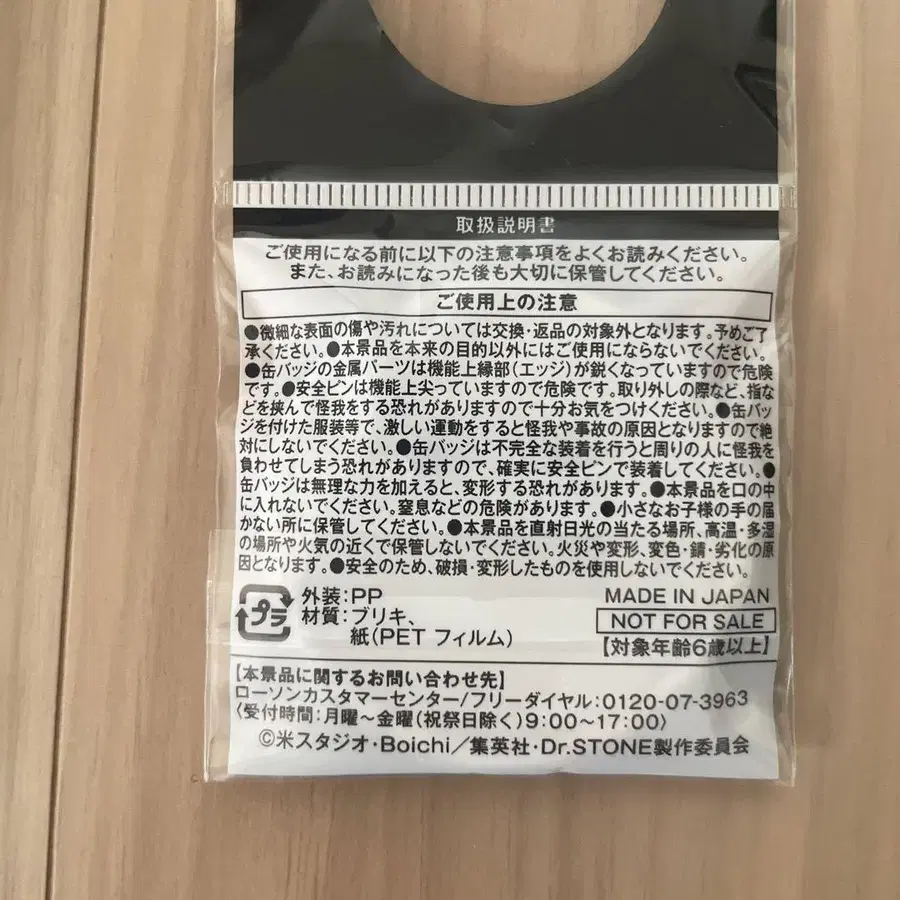 取扱説明書
ご使用になる前に以下の注意事項をよくお読みください。
また、お読みになった後も大切に保管してください。
ご使用上の注意
●微細な表面の傷や汚れについては交換・返品の対象外となります。予めご了
承ください。●本景品を本来の目的以外にはご使用にならないでください。
●缶バッジの金属パーツは機能上縁部(エッジ)が鋭くなっていますので危険
です。●安全ピンは機能上尖っていますので危険です。取り外しの際など、指な
どを挟んで怪我をする恐れがありますので十分お気をつけください。●缶バッ
ジを付けた服装等で、激しい運動をすると怪我や事故の原因となりますので絶
対にしないでください。●缶バッジは不完全な装着を行うと周りの人に怪我を
負わせてしまう恐れがありますので、確実に安全ピンで装着してください。●
缶バッジは無理な力を加えると、変形する恐れがあります。●本景品を口の中
に入れないでください。窒息などの危険があります。●小さなお子様の手の届
かない所に保管してください。●本景品を直射日光の当たる場所、高温・多湿
の場所や火気の近くで保管しないでください。火災や変形、変色・錆・劣化の原
因となります。●安全のため、破損・変形したものを使用しないでください。
プラ
外装:PP
材質:ブリキ、
紙(PET フィルム)
MADE IN JAPAN
NOT FOR SALE
【対象年齢6歳以上】
【本景品に関するお問い合わせ先】
ローソンカスタマーセンター/フリーダイヤル:0120-07-3963
〈受付時間:月曜〜金曜(祝祭日除く)9:00〜17:00〉
©米スタジオ・Boichi/集英社・Dr.STONE製作委員会